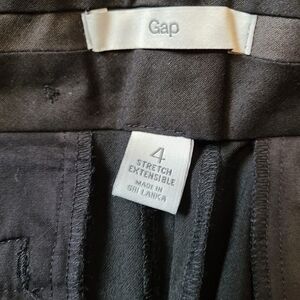 Gap
4
STRETCH
EXTENSIBLE
MADE IN
SRI LANKA